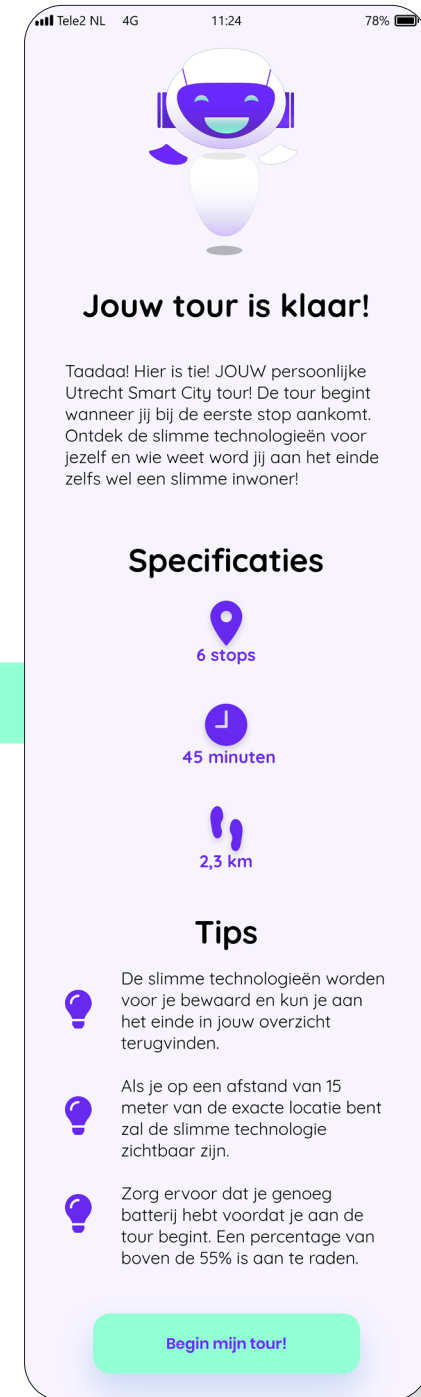 Tele2 NL 4G 11:24 78%
Jouw tour is klaar!
Taadaa! Hier is tie! JOUW persoonlijke
Utrecht Smart City tour! De tour begint
wanneer jij bij de eerste stop aankomt.
Ontdek de slimme technologieën voor
jezelf en wie weet word jij aan het einde
zelfs wel een slimme inwoner!
Specificaties
6 stops
45 minuten
2,3 km
Tips
De slimme technologieën worden
voor je bewaard en kun je aan
het einde in jouw overzicht
terugvinden.
Als je op een afstand van 15
meter van de exacte locatie bent
zal de slimme technologie
zichtbaar zijn.
Zorg ervoor dat je genoeg
batterij hebt voordat je aan de
tour begint. Een percentage van
boven de 55% is aan te raden.
Begin mijn tour!